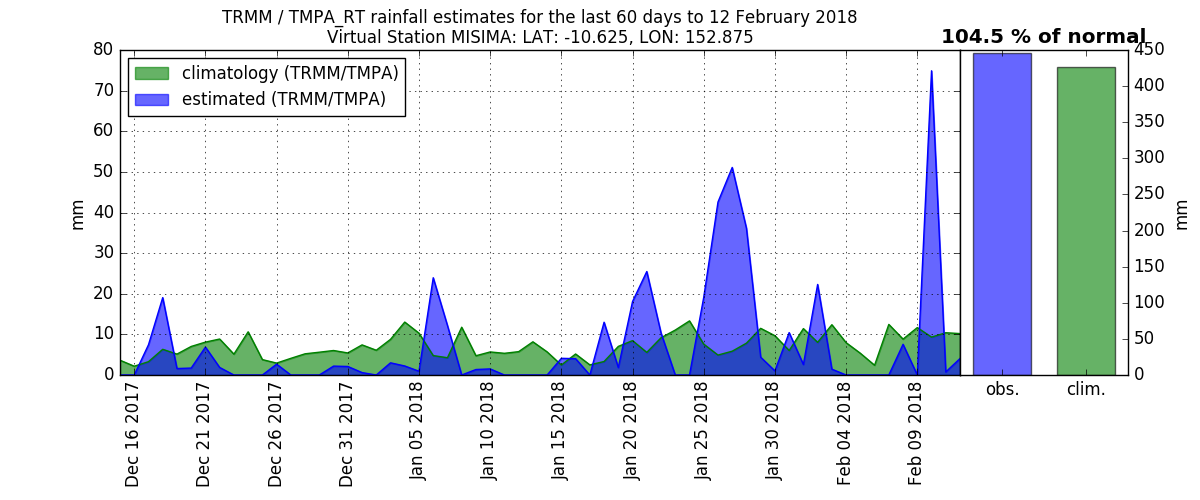 TRMM / TMPA_RT rainfall estimates for the last 60 days to 12 February 2018
Virtual Station MISIMA: LAT: -10.625, LON: 152.875
104.5 % of normal
climatology (TRMM/TMPA)
estimated (TRMM/TMPA)
80
70
60
50
40
30
20
10
0
mm
Dec 16 2017
Dec 21 2017
Dec 26 2017
Dec 31 2017
Jan 05 2018
Jan 10 2018
Jan 15 2018
Jan 20 2018
Jan 25 2018
Jan 30 2018
Feb 04 2018
Feb 09 2018
obs.
clim.
450
400
350
300
250
200
150
100
50
0
mm